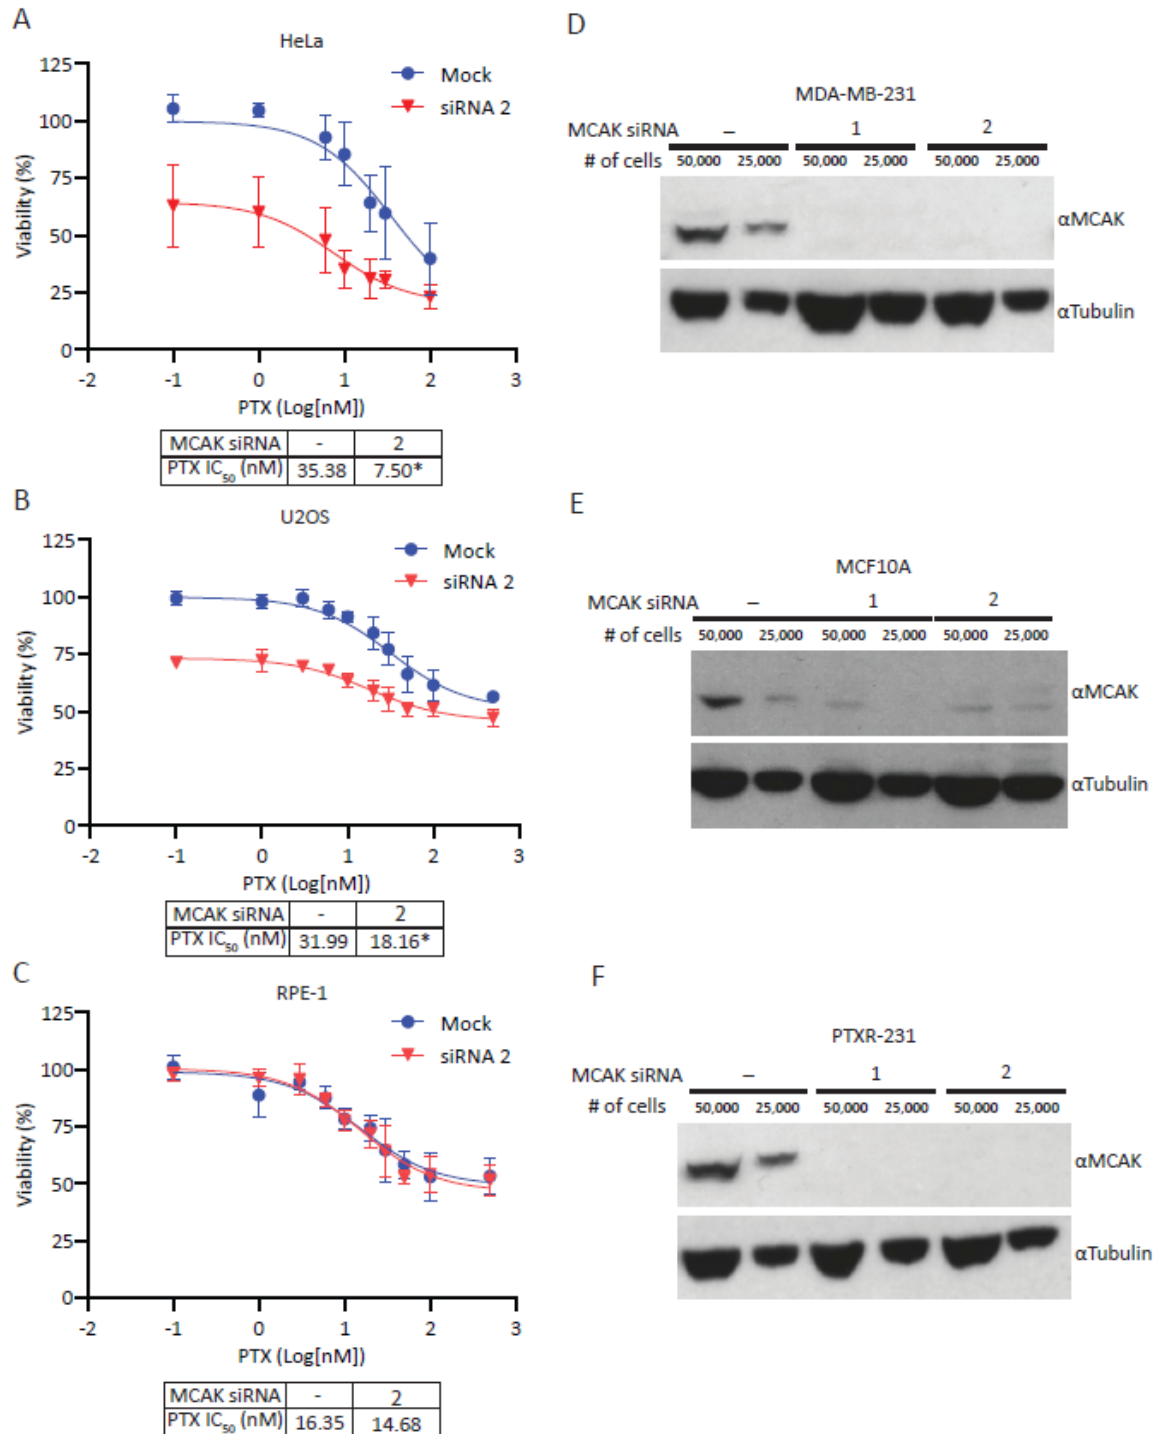 A
HeLa
Mock
siRNA 2
Viability (%)
125
100
75
50
25
0
-2 -1 0 1 2 3
PTX (Log[nM])
MCAK siRNA - 2
PTX IC50 (nM) 35.38 7.50*
B
U2OS
Mock
siRNA 2
Viability (%)
125
100
75
50
25
0
-2 -1 0 1 2 3
PTX (Log[nM])
MCAK siRNA - 2
PTX IC50 (nM) 31.99 18.16*
C
RPE-1
Mock
siRNA 2
Viability (%)
125
100
75
50
25
0
-2 -1 0 1 2 3
PTX (Log[nM])
MCAK siRNA - 2
PTX IC50 (nM) 16.35 14.68
D
MDA-MB-231
MCAK siRNA – 1 2
# of cells 50,000 25,000 50,000 25,000 50,000 25,000
αMCAK
αTubulin
E
MCF10A
MCAK siRNA – 1 2
# of cells 50,000 25,000 50,000 25,000 50,000 25,000
αMCAK
αTubulin
F
PTXR-231
MCAK siRNA – 1 2
# of cells 50,000 25,000 50,000 25,000 50,000 25,000
αMCAK
αTubulin